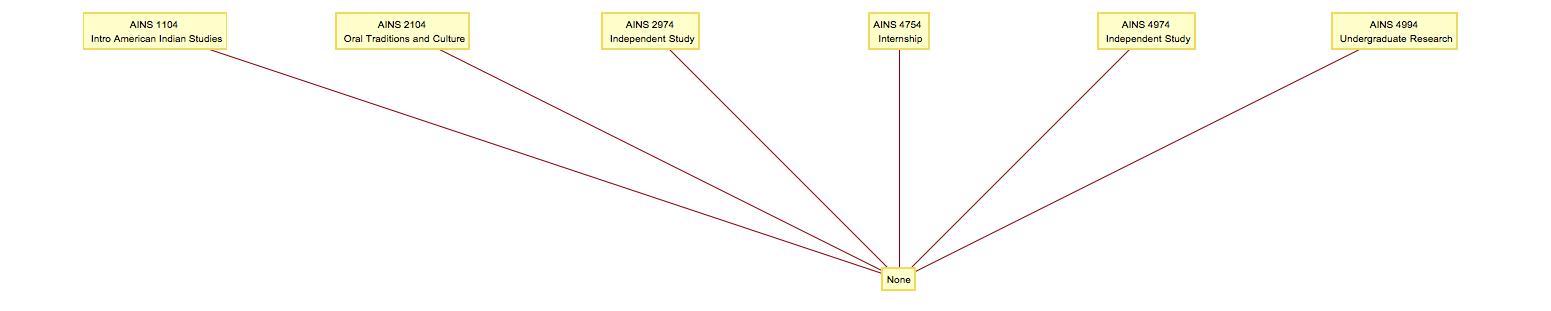 AINS 1104
Intro American Indian Studies
AINS 2104
Oral Traditions and Culture
AINS 2974
Independent Study
AINS 4754
Internship
AINS 4974
Independent Study
AINS 4994
Undergraduate Research
None